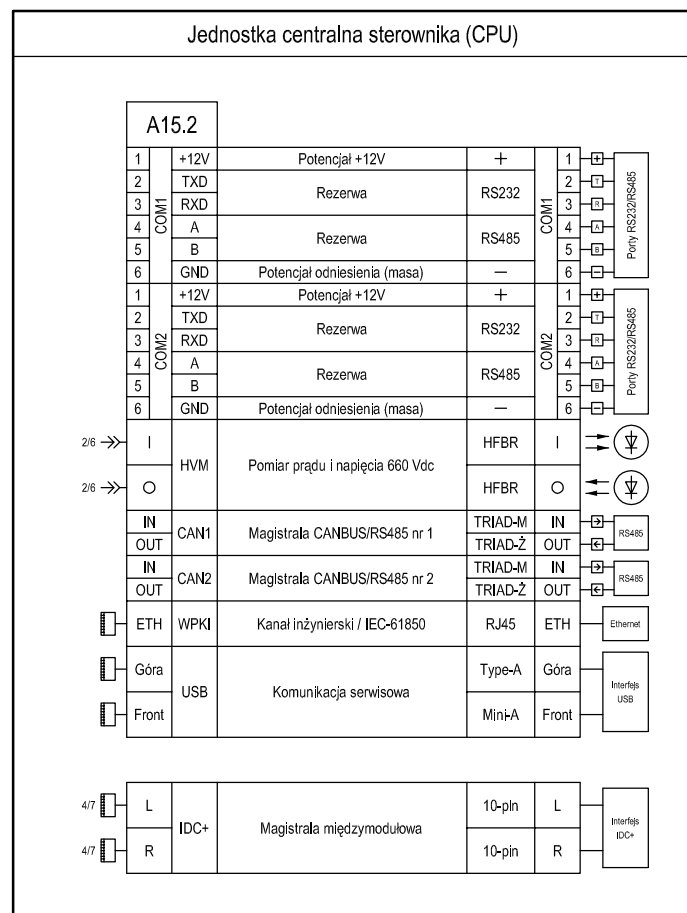 Jednostka centralna sterownika (CPU)
A15.2
COM1 COM1 Porty RS232/RS485
1 +12V Potencjał +12V + 1 +
2 TXD Rezerwa RS232 2 T
3 RXD 3 R
4 A Rezerwa RS485 4 A
5 B 5 B
6 GND Potencjał odniesienia (masa) — 6 −
COM2 COM2 Porty RS232/RS485
1 +12V Potencjał +12V + 1 +
2 TXD Rezerwa RS232 2 T
3 RXD 3 R
4 A Rezerwa RS485 4 A
5 B 5 B
6 GND Potencjał odniesienia (masa) — 6 −
2/6 I HVM Pomiar prądu i napięcia 660 Vdc HFBR I
2/6 O HFBR O
IN CAN1 Magistrala CANBUS/RS485 nr 1 TRIAD-M IN RS485
OUT TRIAD-Ż OUT
IN CAN2 Magistrala CANBUS/RS485 nr 2 TRIAD-M IN RS485
OUT TRIAD-Ż OUT
ETH WPKI Kanał inżynierski / IEC-61850 RJ45 ETH Ethernet
Góra USB Komunikacja serwisowa Type-A Góra Interfejs
USB
Front Mini-A Front
4/7 L IDC+ Magistrala międzymodułowa 10-pin L Interfejs
IDC+
4/7 R 10-pin R